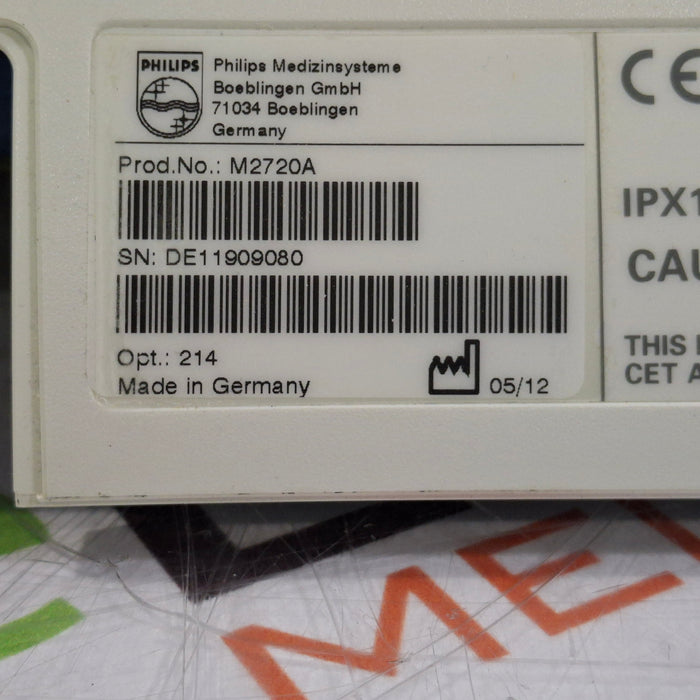 PHILIPS
Philips Medizinsysteme
Boeblingen GmbH
71034 Boeblingen
Germany
Prod.No.: M2720A
SN: DE11909080
Opt.: 214
Made in Germany
05/12
CE
IPX1
CAU
THIS
CET A
ME